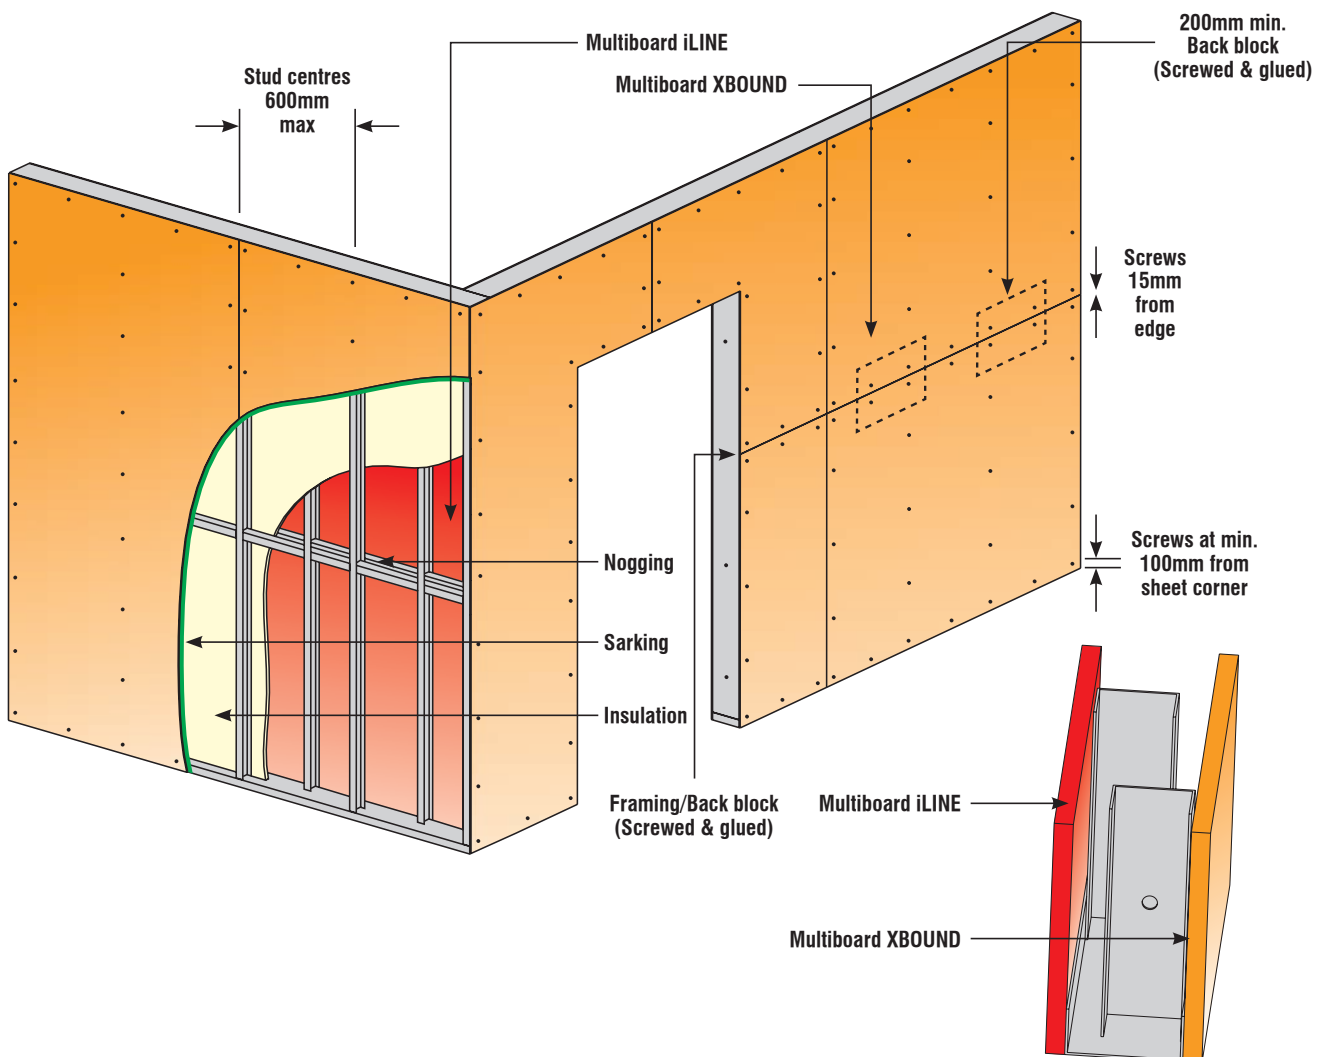 Multiboard iLINE
200mm min.
Back block
(Screwed & glued)
Stud centres
600mm
max
Multiboard XBOUND
Screws
15mm
from
edge
Screws at min.
100mm from
sheet corner
Nogging
Sarking
Insulation
Framing/Back block
(Screwed & glued)
Multiboard iLINE
Multiboard XBOUND